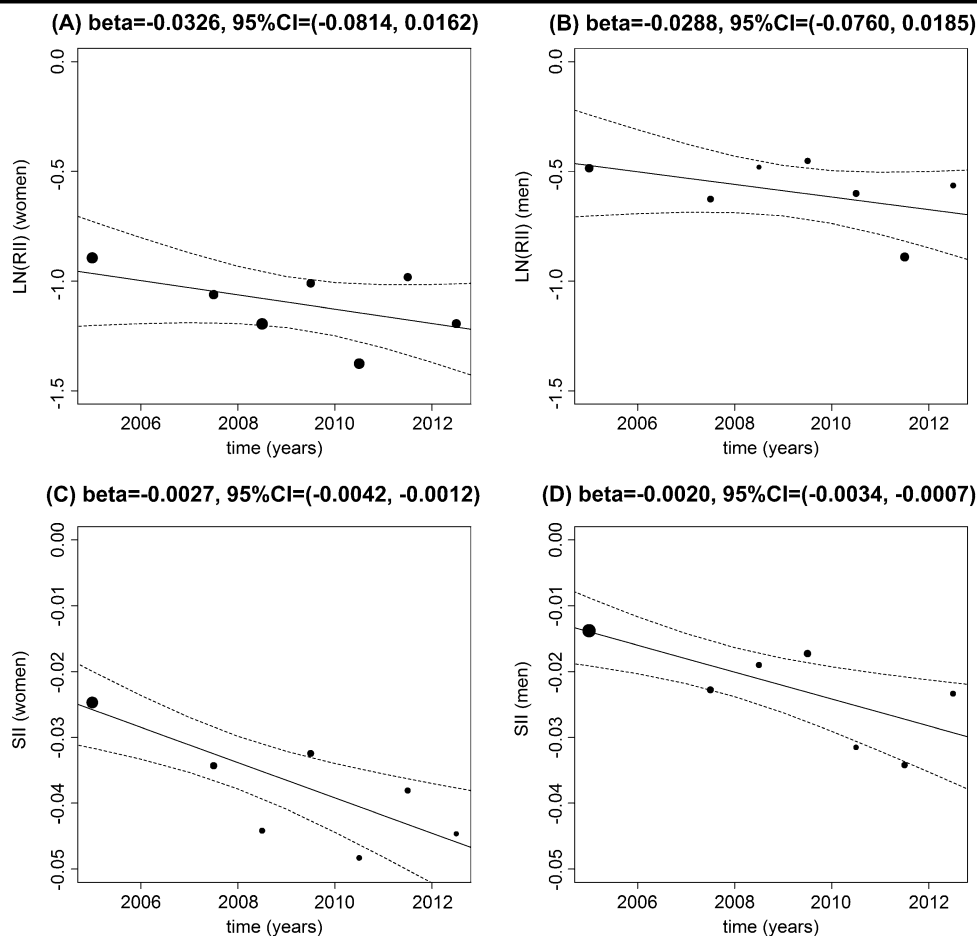 (A) beta=-0.0326, 95%CI=(-0.0814, 0.0162)
0.0
-0.5
-1.0
-1.5
LN(RII) (women)
2006 2008 2010 2012
time (years)
(B) beta=-0.0288, 95%CI=(-0.0760, 0.0185)
0.0
-0.5
-1.0
-1.5
LN(RII) (men)
2006 2008 2010 2012
time (years)
(C) beta=-0.0027, 95%CI=(-0.0042, -0.0012)
0.00
-0.01
-0.02
-0.03
-0.04
-0.05
SII (women)
2006 2008 2010 2012
time (years)
(D) beta=-0.0020, 95%CI=(-0.0034, -0.0007)
0.00
-0.01
-0.02
-0.03
-0.04
-0.05
SII (men)
2006 2008 2010 2012
time (years)